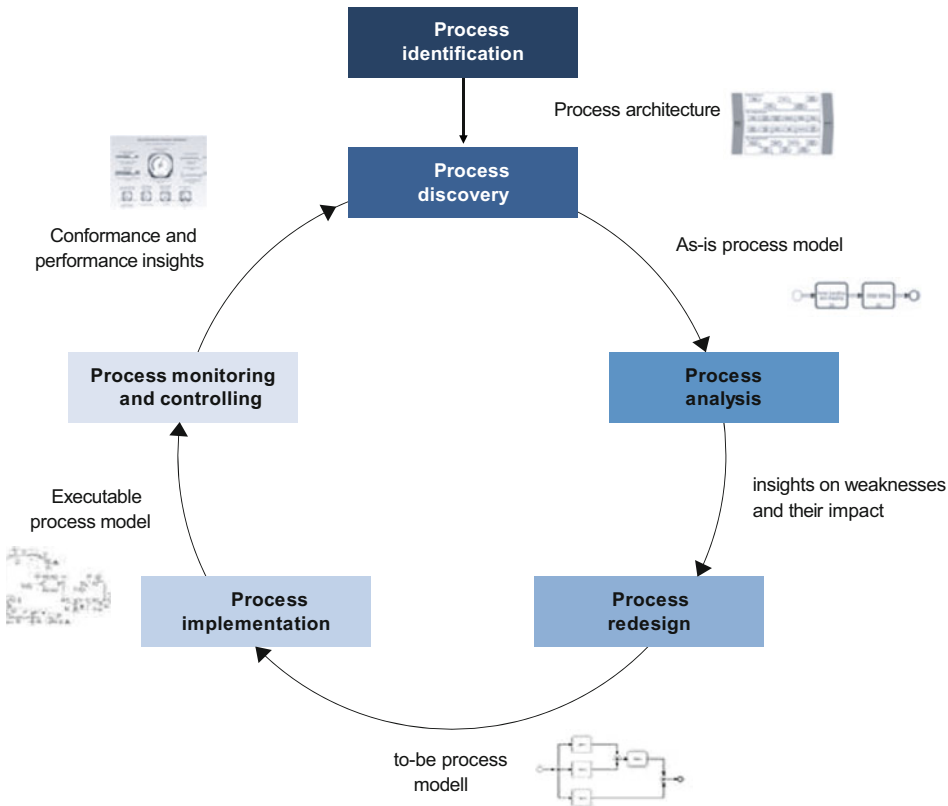 Process
identification
Process architecture
Process
discovery
As-is process model
Conformance and
performance insights
Process monitoring
and controlling
Process
analysis
Executable
process model
insights on weaknesses
and their impact
Process
implementation
Process
redesign
to-be process
modell